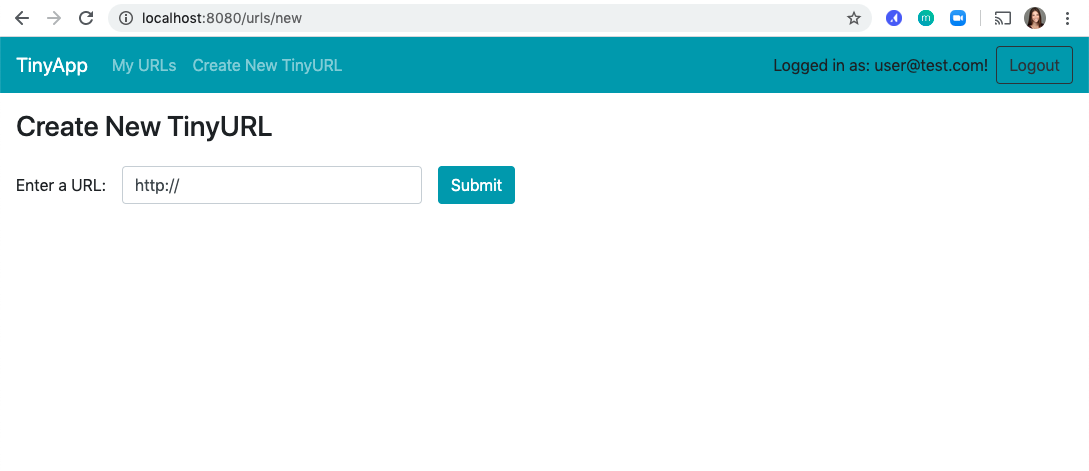 localhost:8080/urls/new
TinyApp My URLs Create New TinyURL Logged in as: user@test.com! Logout
Create New TinyURL
Enter a URL: http:// Submit